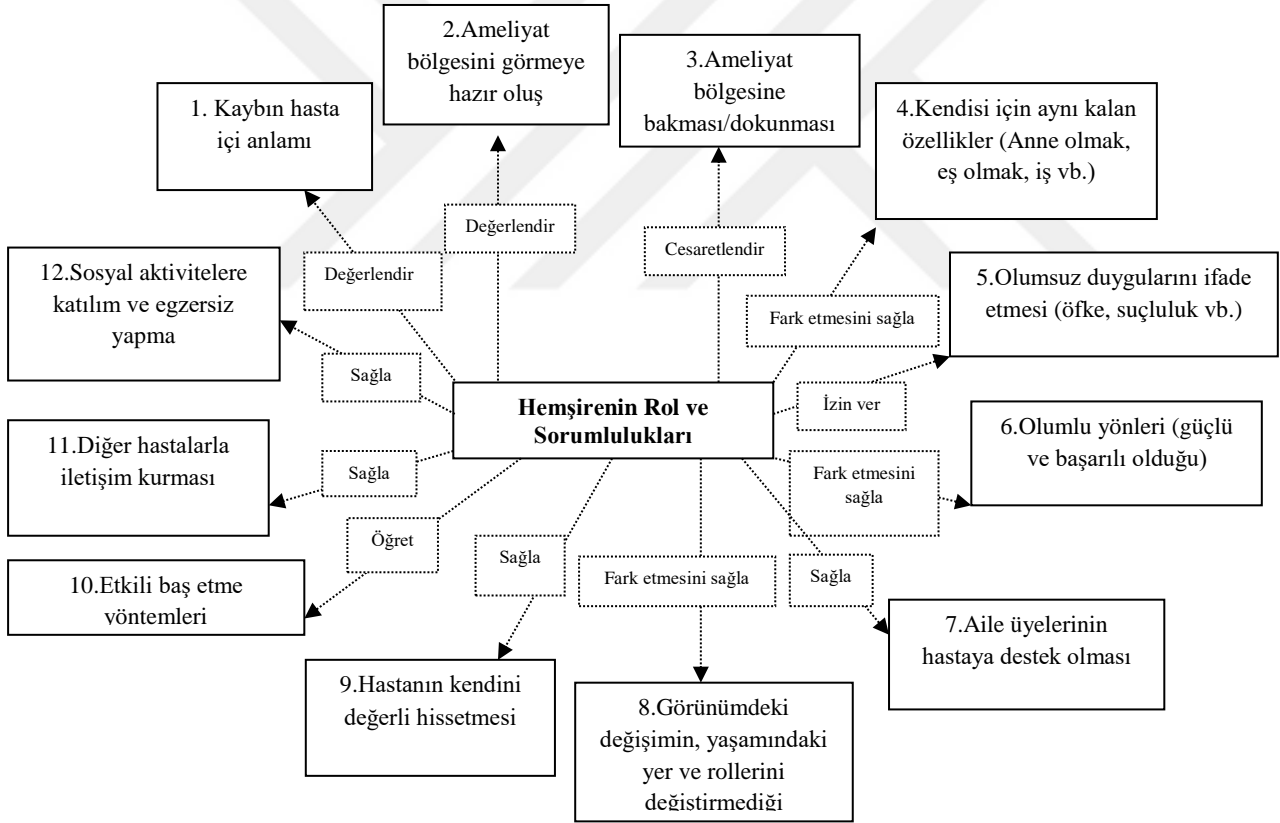 2.Ameliyat
bölgesini görmeye
hazır oluş
3.Ameliyat
bölgesine
bakması/dokunması
1. Kaybın hasta
içi anlamı
4.Kendisi için aynı kalan
özellikler (Anne olmak,
eş olmak, iş vb.)
Değerlendir
Değerlendir
Cesaretlendir
Fark etmesini sağla
12.Sosyal aktivitelere
katılım ve egzersiz
yapma
5.Olumsuz duygularını ifade
etmesi (öfke, suçluluk vb.)
Sağla
İzin ver
Hemşirenin Rol ve
Sorumlulukları
11.Diğer hastalarla
iletişim kurması
Sağla
Fark etmesini
sağla
6.Olumlu yönleri (güçlü
ve başarılı olduğu)
Öğret
Sağla
Fark etmesini sağla
Sağla
10.Etkili baş etme
yöntemleri
7.Aile üyelerinin
hastaya destek olması
9.Hastanın kendini
değerli hissetmesi
8.Görünümdeki
değişimin, yaşamındaki
yer ve rollerini
değiştirmediği